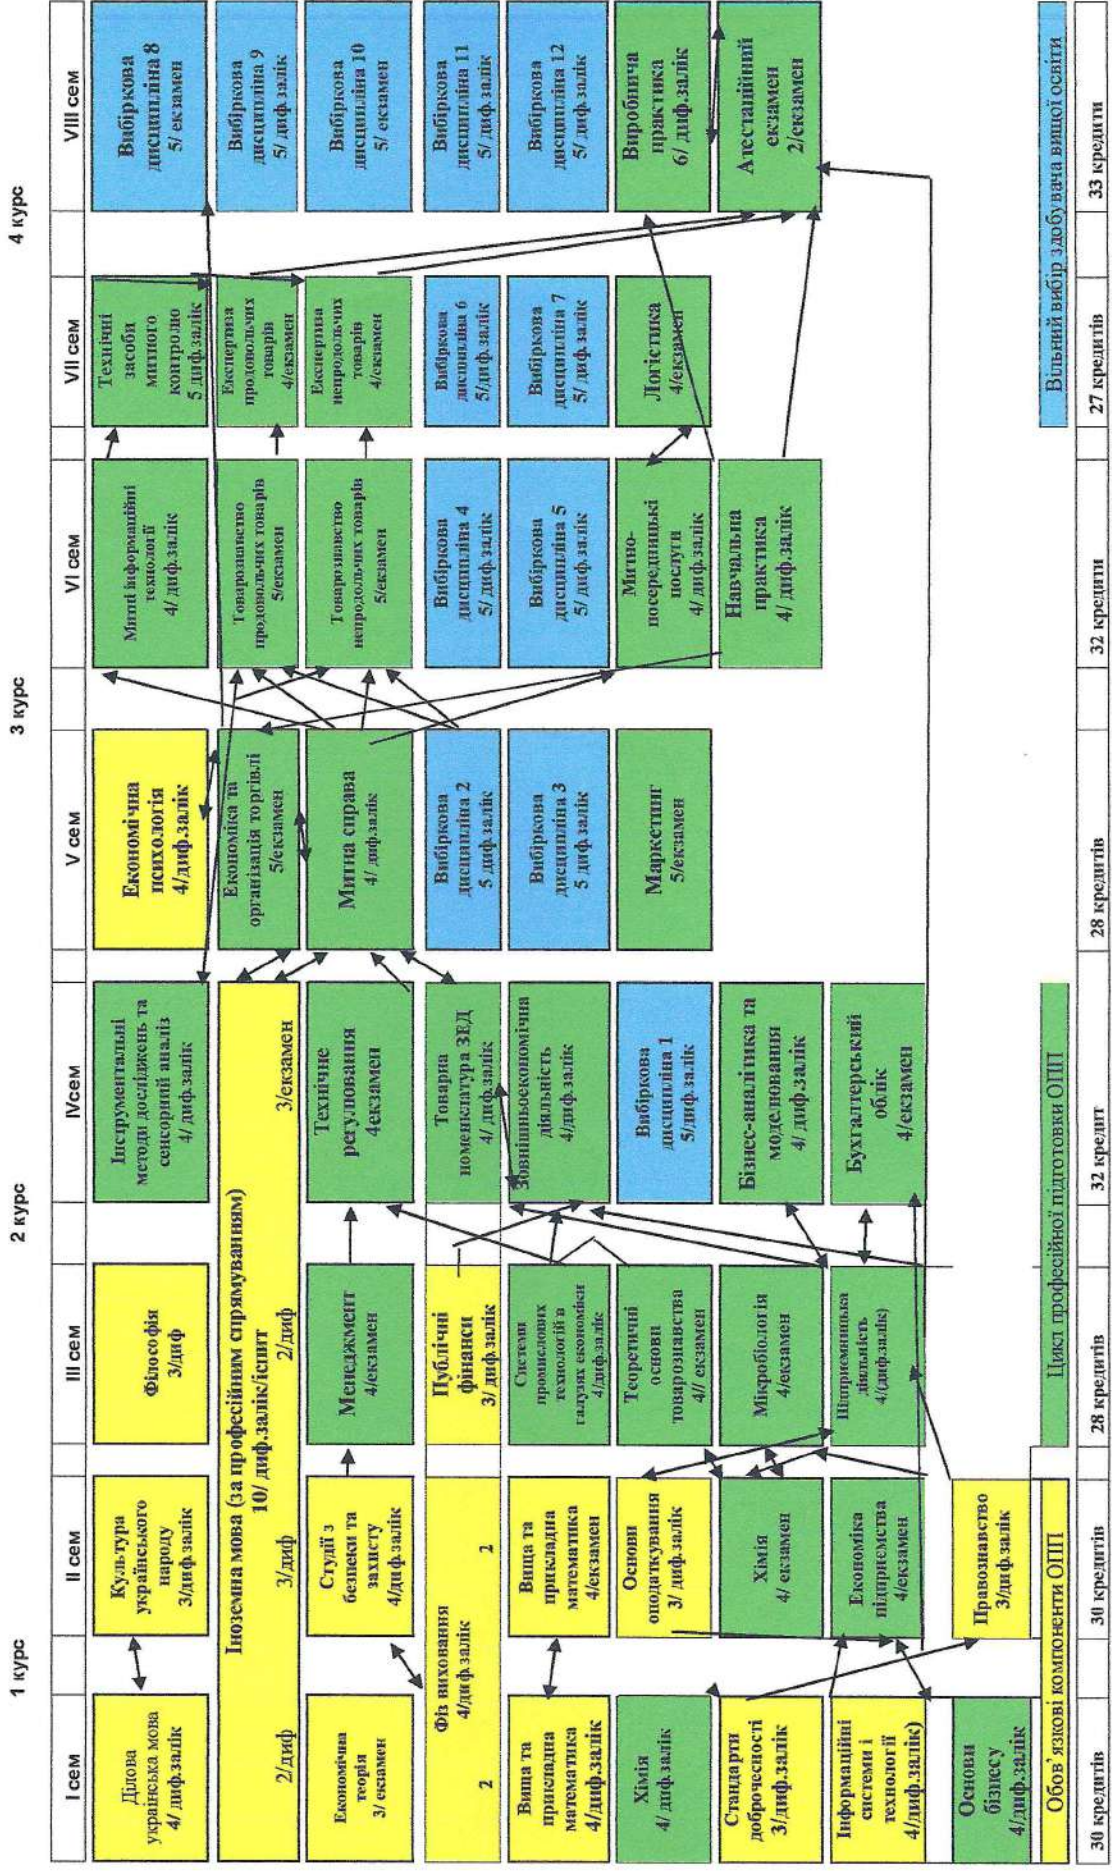 1 курс
2 курс
3 курс
4 курс
I сем
II сем
III сем
IVсем
V сем
VI сем
VII сем
VIII сем
Ділова
українська мова
4/ диф.залік
Культура
українського
народу
3/диф.залік
Філософія
3/диф
Інструментальні
методи досліджень та
сенсорний аналіз
4/ диф.залік
Економічна
психологія
4/диф.залік
Митні інформаційні
технології
4/ диф.залік
Технічні
засоби
митного
контролю
5 диф.залік
Вибіркова
дисципліна 8
5/ екзамен
Іноземна мова (за професійним спрямуванням)
10/ диф.залік/іспит
2/диф
3/диф
2/диф
3/екзамен
Економіка та
організація торгівлі
5/екзамен
Товарознавство
продовольчих товарів
5/екзамен
Експертиза
продовольчих
товарів
4/екзамен
Вибіркова
дисципліна 9
5/ диф.залік
Економічна
теорія
3/ екзамен
Студії з
безпеки та
захисту
4/диф.залік
Менеджмент
4/екзамен
Технічне
регулювання
4екзамен
Митна справа
4/ диф.залік
Товарознавство
непродольчих товарів
5/екзамен
Експертиза
непродольчих
товарів
4/екзамен
Вибіркова
дисципліна 10
5/ екзамен
Фіз виховання
4/диф.залік
2
2
Публічні
фінанси
3/ диф.залік
Товарна
номенклатура ЗЕД
4/ диф.залік
Вибіркова
дисципліна 2
5 диф.залік
Вибіркова
дисципліна 4
5/ диф.залік
Вибіркова
дисципліна 6
5/диф.залік
Вибіркова
дисципліна 11
5/ диф.залік
Вища та
прикладна
математика
4/диф.залік
Вища та
прикладна
математика
4/екзамен
Системи
промислових
технологій в
галузях економіки
4/диф.залік
Зовнішньоекономічна
діяльність
4/диф.залік
Вибіркова
дисципліна 3
5 диф.залік
Вибіркова
дисципліна 5
5/ диф.залік
Вибіркова
дисципліна 7
5/ диф.залік
Вибіркова
дисципліна 12
5/ диф.залік
Хімія
4/ диф.залік
Основи
оподаткування
3/ диф.залік
Теоретичні
основи
товарознавства
4// екзамен
Вибіркова
дисципліна 1
5/диф.залік
Маркетинг
5/екзамен
Митно-
посередницькі
послуги
4/ диф.залік
Логістика
4/екзамен
Виробнича
практика
6/ диф.залік
Стандарти
доброчесності
3/диф.залік
Хімія
4/ екзамен
Мікробіологія
4/екзамен
Бізнес-аналітика та
моделювання
4/ диф.залік
Навчальна
практика
4/ диф.залік
Атестаційний
екзамен
2/екзамен
Інформаційні
системи і
технології
4/диф.залік)
Економіка
підприємства
4/екзамен
Підприємницька
діяльність
4/(диф.залік)
Бухгалтерський
облік
4/екзамен
Основи
бізнесу
4/диф.залік
Правознавство
3/диф.залік
Обов'язкові компоненти ОПП
Цикл професійної підготовки ОПП
Вільний вибір здобувача вищої освіти
30 кредитів
30 кредитів
28 кредитів
32 кредит
28 кредитів
32 кредити
27 кредитів
33 кредити